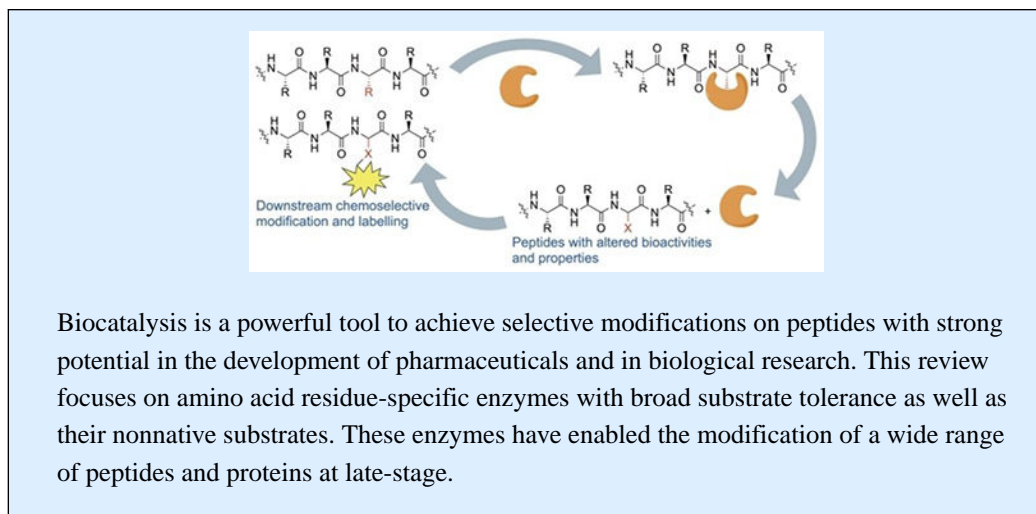 Downstream chemoselective
modification and labelling
Peptides with altered bioactivities
and properties
Biocatalysis is a powerful tool to achieve selective modifications on peptides with strong
potential in the development of pharmaceuticals and in biological research. This review
focuses on amino acid residue-specific enzymes with broad substrate tolerance as well as
their nonnative substrates. These enzymes have enabled the modification of a wide range
of peptides and proteins at late-stage.